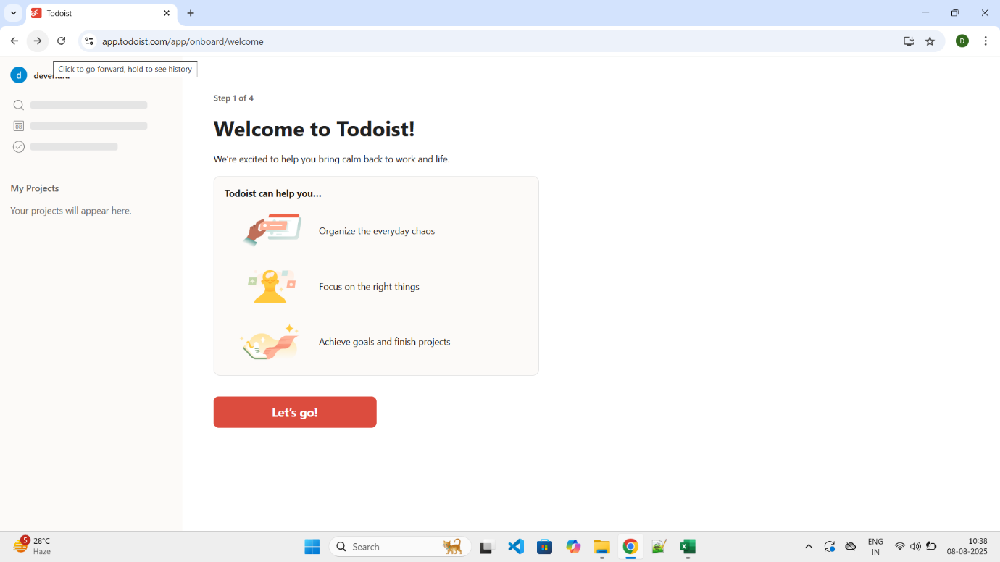 Todoist
app.todoist.com/app/onboard/welcome
D
Click to go forward, hold to see history
d
Step 1 of 4
Welcome to Todoist!
We're excited to help you bring calm back to work and life.
08
My Projects
Your projects will appear here.
Todoist can help you...
Organize the everyday chaos
Focus on the right things
Achieve goals and finish projects
Let's go!
5
28°C
Haze
Search
ENG
IN
10:38
08-08-2025